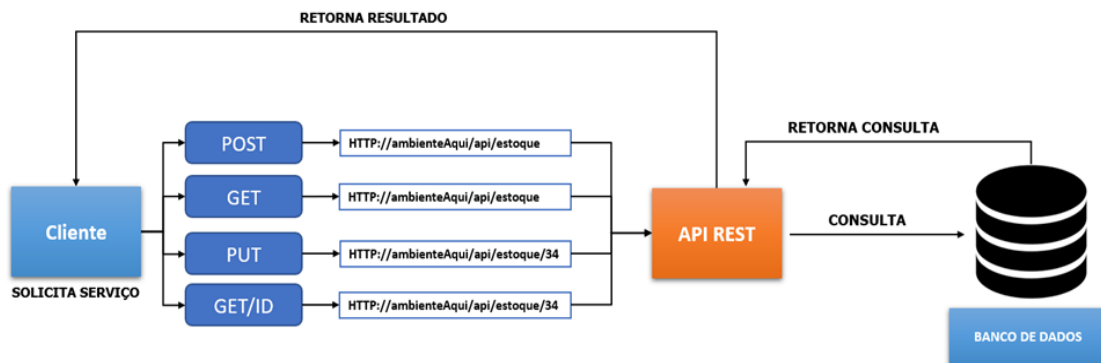 RETORNA RESULTADO
POST
HTTP://ambienteAqui/api/estoque
RETORNA CONSULTA
GET
HTTP://ambienteAqui/api/estoque
Cliente
API REST
CONSULTA
PUT
HTTP://ambienteAqui/api/estoque/34
SOLICITA SERVIÇO
GET/ID
HTTP://ambienteAqui/api/estoque/34
BANCO DE DADOS